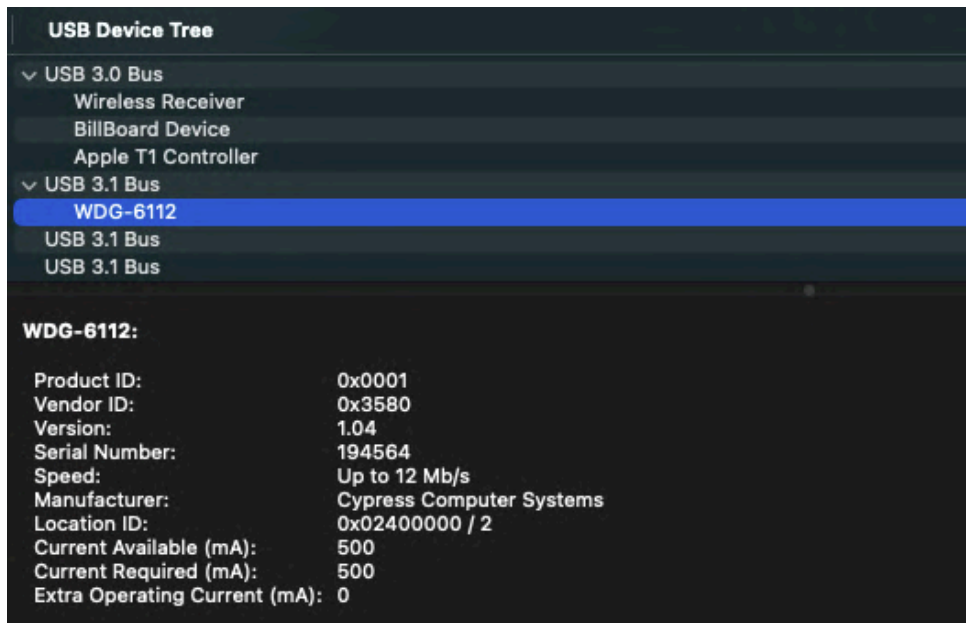 USB Device Tree
USB 3.0 Bus
Wireless Receiver
BillBoard Device
Apple T1 Controller
USB 3.1 Bus
WDG-6112
USB 3.1 Bus
USB 3.1 Bus
WDG-6112:
Product ID: 0x0001
Vendor ID: 0x3580
Version: 1.04
Serial Number: 194564
Speed: Up to 12 Mb/s
Manufacturer: Cypress Computer Systems
Location ID: 0x02400000 / 2
Current Available (mA): 500
Current Required (mA): 500
Extra Operating Current (mA): 0